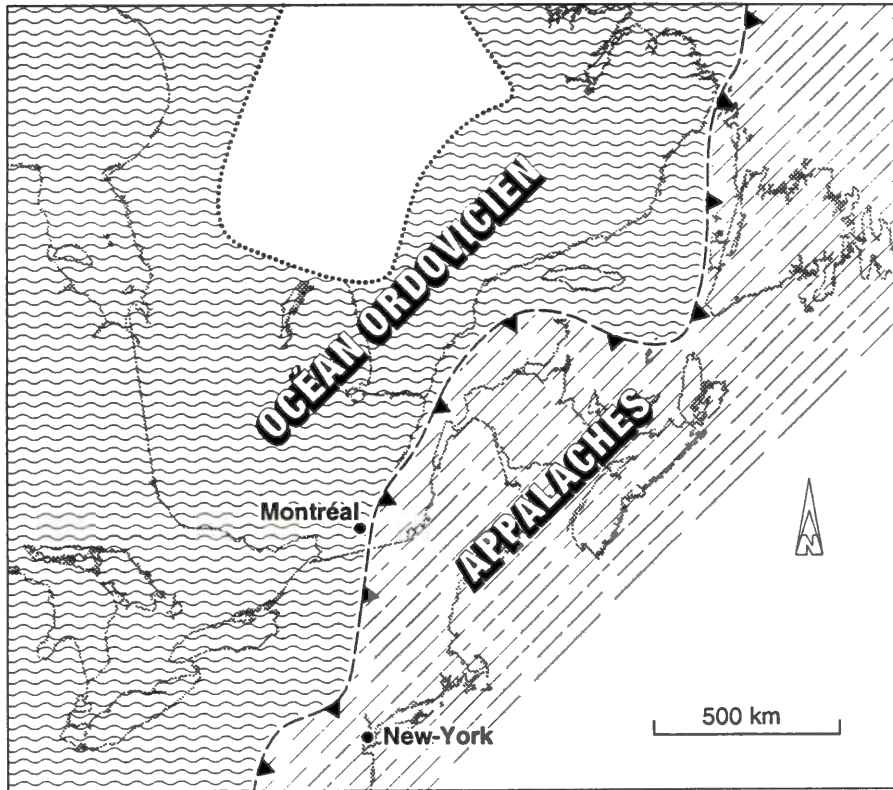 OCÉAN ORDOVICIEN
APPALACHES
Montréal
N
500 km
New-York